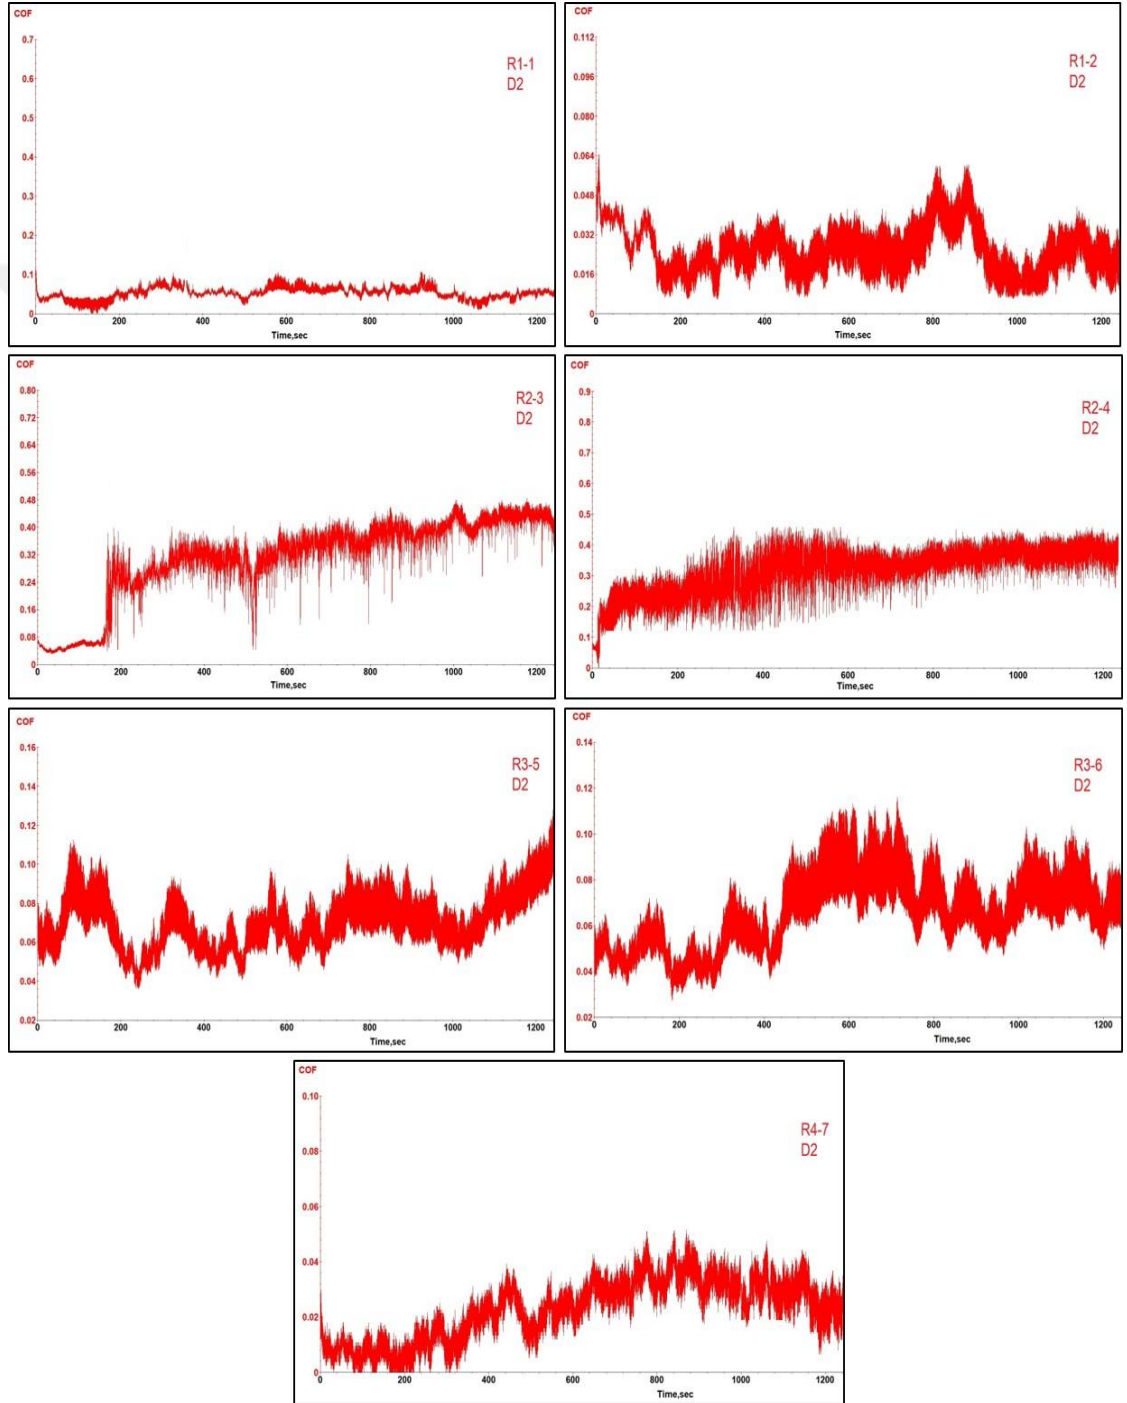 COF
0.7
0.6
0.5
0.4
0.3
0.2
0.1
0
R1-1
D2
0 200 400 600 800 1000 1200
Time,sec
COF
0.112
0.096
0.080
0.064
0.048
0.032
0.016
0
R1-2
D2
0 200 400 600 800 1000 1200
Time,sec
COF
0.80
0.72
0.64
0.56
0.48
0.40
0.32
0.24
0.16
0.08
0
R2-3
D2
0 200 400 600 800 1000 1200
Time,sec
COF
0.9
0.8
0.7
0.6
0.5
0.4
0.3
0.2
0.1
0
R2-4
D2
0 200 400 600 800 1000 1200
Time,sec
COF
0.16
0.14
0.12
0.10
0.08
0.06
0.04
0.02
R3-5
D2
0 200 400 600 800 1000 1200
Time,sec
COF
0.14
0.12
0.10
0.08
0.06
0.04
0.02
R3-6
D2
0 200 400 600 800 1000 1200
Time,sec
COF
0.10
0.08
0.06
0.04
0.02
0
R4-7
D2
0 200 400 600 800 1000 1200
Time,sec